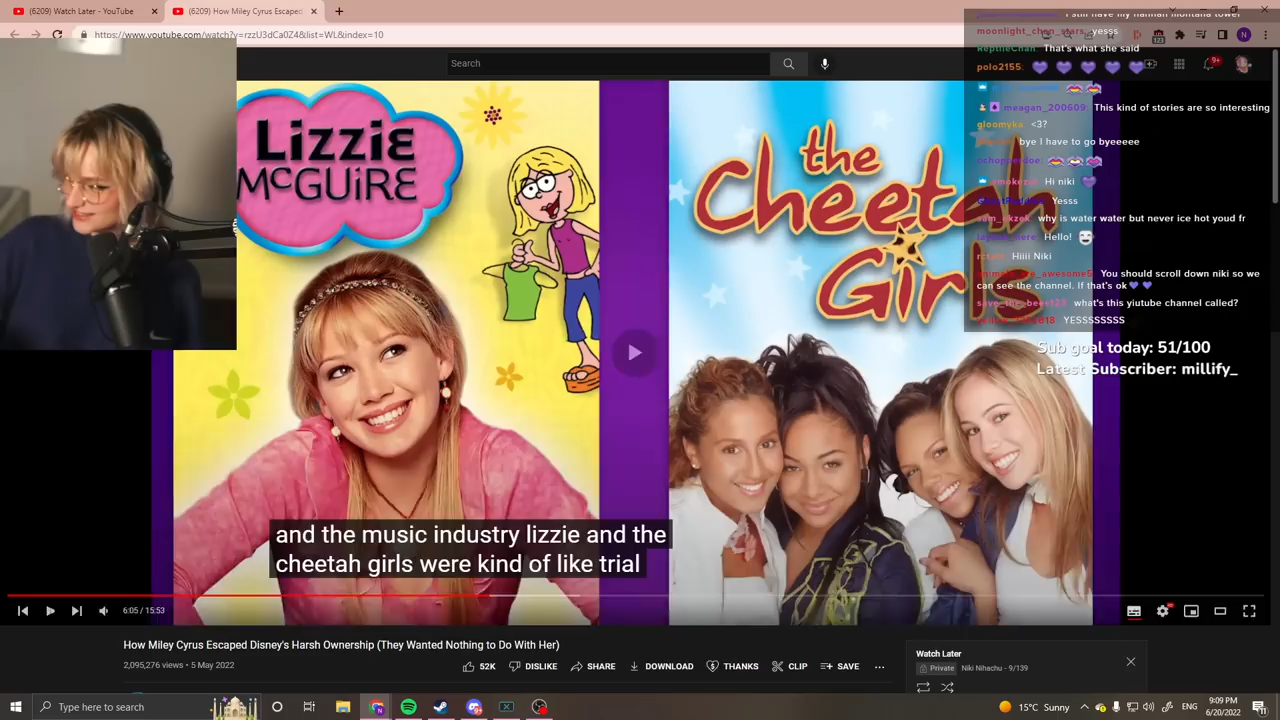 (6209) Watch Later - YouTube
(6209) How Miley Cyrus Escaped
https://www.youtube.com/watch?v=rzzU3dCa0Z4&list=WL&index=10
Search
9+
i still have my hannah montana towel
moonlight_chan_stars: yesss
ReptileChan: That's what she said
polo2155:
meagan_200609: This kind of stories are so interesting
gloomyka <3?
bye I have to go byeeeee
Hi niki
Yesss
why is water water but never ice hot youd fr
Hello!
Hiiii Niki
You should scroll down niki so we
can see the channel. If that's ok
what's this yiutube channel called?
YESSSSSSSS
Sub goal today: 51/100
Latest Subscriber: millify_
LIZZIE
McGUIRE
the
Cheetah
Girls
and the music industry lizzie and the
cheetah girls were kind of like trial
6:05 / 15:53
How Miley Cyrus Escaped Disney's Harsh Ownership (They Wanted Nothing to Do With Her)
2,095,276 views • 5 May 2022
52K
DISLIKE
SHARE
DOWNLOAD
THANKS
CLIP
SAVE
Watch Later
Private
Niki Nihachu - 9/139
Type here to search
15°C Sunny
9:09 PM
6/20/2022